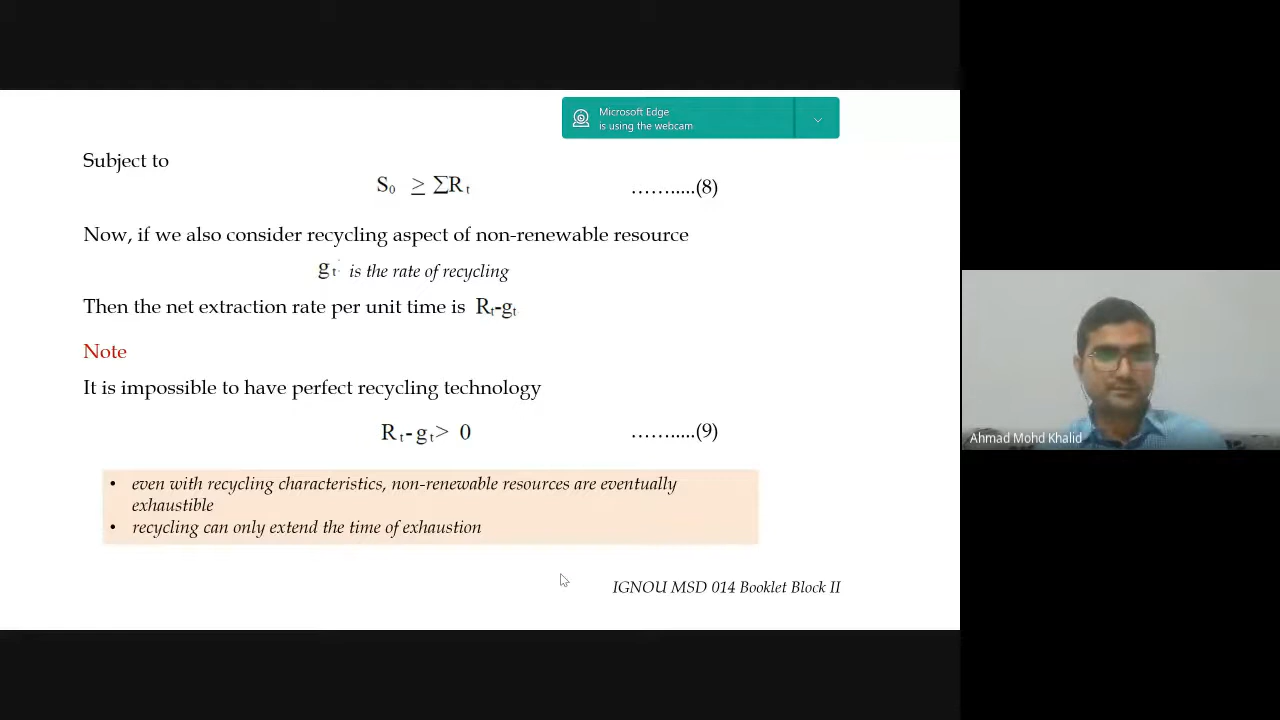 Microsoft Edge
is using the webcam
Subject to
S₀ ≥ ∑Rₜ …….....(8)
Now, if we also consider recycling aspect of non-renewable resource
gₜ is the rate of recycling
Then the net extraction rate per unit time is Rₜ-gₜ
Note
It is impossible to have perfect recycling technology
Rₜ- gₜ> 0 …….....(9)
• even with recycling characteristics, non-renewable resources are eventually
exhaustible
• recycling can only extend the time of exhaustion
IGNOU MSD 014 Booklet Block II
Ahmad Mohd Khalid